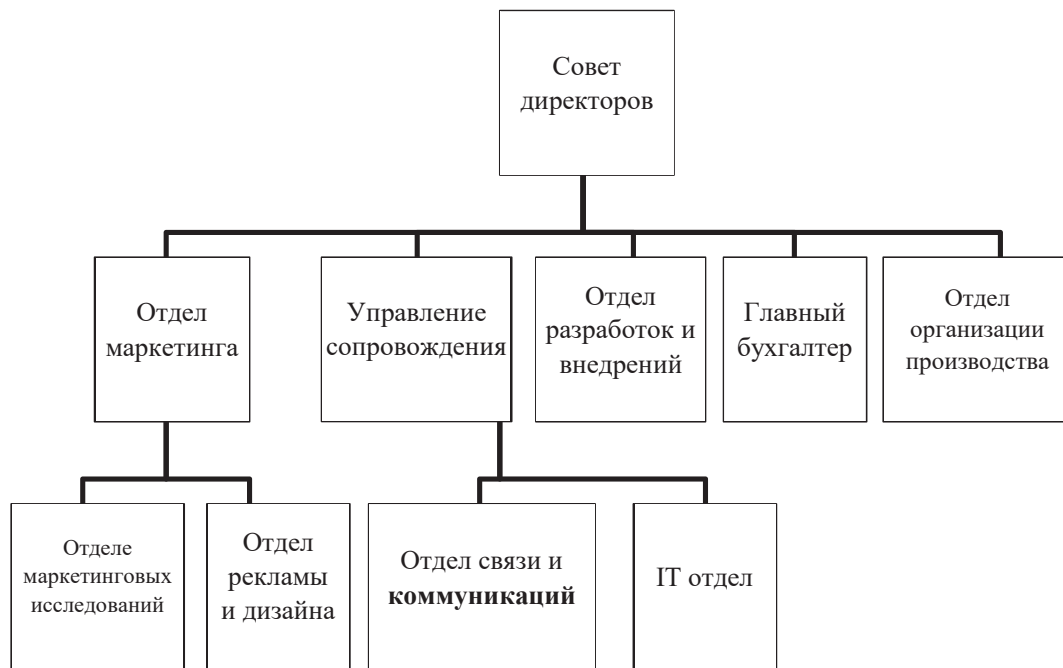 Совет
директоров
Отдел
маркетинга
Управление
сопровождения
Отдел
разработок и
внедрений
Главный
бухгалтер
Отдел
организации
производства
Отделе
маркетинговых
исследований
Отдел
рекламы
и дизайна
Отдел связи и
коммуникаций
IT отдел